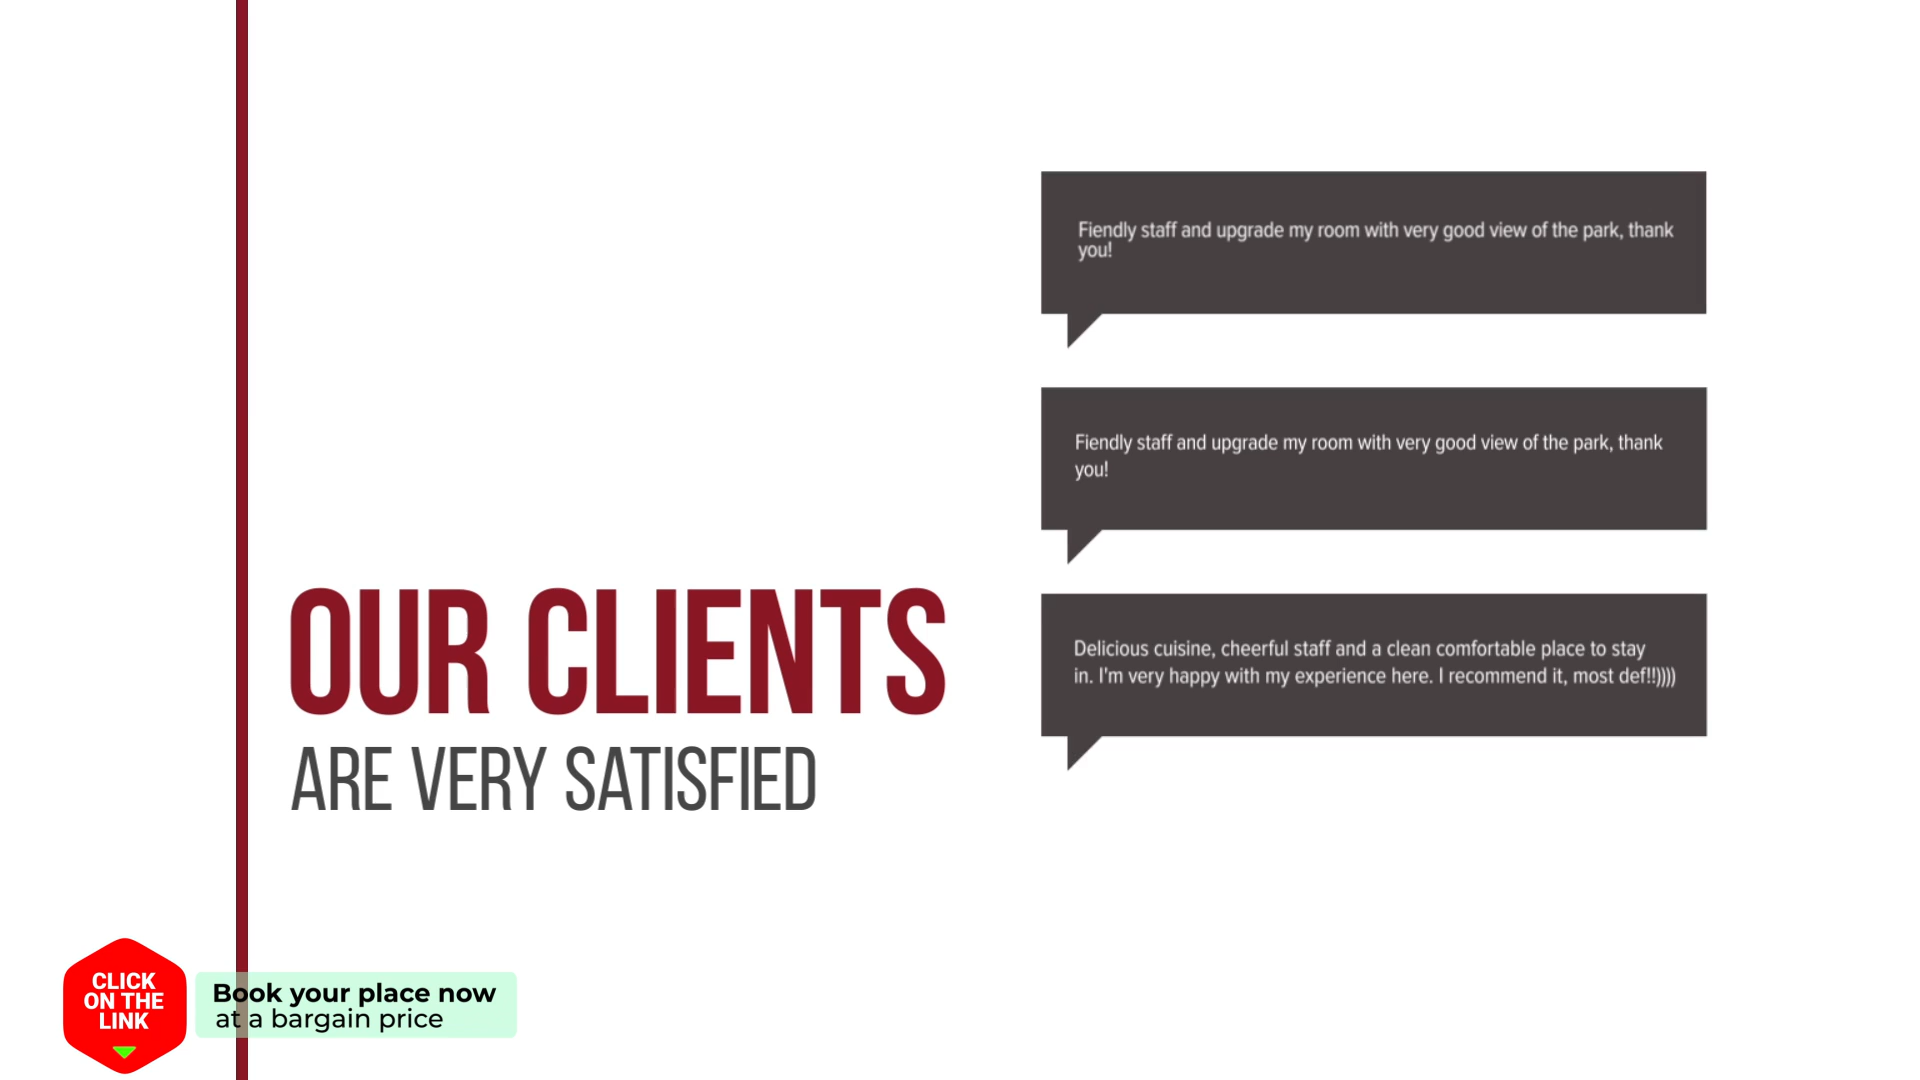 OUR CLIENTS
ARE VERY SATISFIED
Fiendly staff and upgrade my room with very good view of the park, thank
you!
Fiendly staff and upgrade my room with very good view of the park, thank
you!
Delicious cuisine, cheerful staff and a clean comfortable place to stay
in. I'm very happy with my experience here. I recommend it, most def!!))))
CLICK
ON THE
LINK
Book your place now
at a bargain price